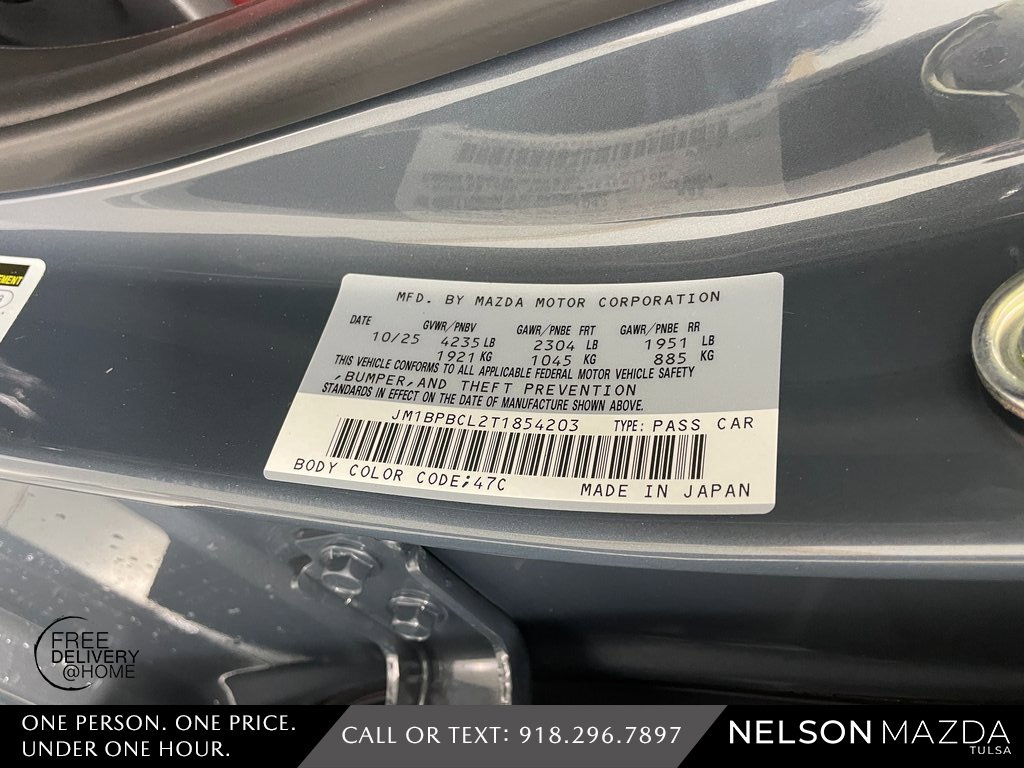 EMENT
MFD. BY MAZDA MOTOR CORPORATION
DATE GVWR/PNBV GAWR/PNBE FRT GAWR/PNBE RR
10/25 4235 LB 2304 LB 1951 LB
1921 KG 1045 KG 885 KG
THIS VEHICLE CONFORMS TO ALL APPLICABLE FEDERAL MOTOR VEHICLE SAFETY
,BUMPER,AND THEFT PREVENTION
STANDARDS IN EFFECT ON THE DATE OF MANUFACTURE SHOWN ABOVE.
JM1BPBCL2T1854203 TYPE: PASS CAR
BODY COLOR CODE;47C MADE IN JAPAN
FREE
DELIVERY
@HOME
ONE PERSON. ONE PRICE.
UNDER ONE HOUR.
CALL OR TEXT: 918.296.7897
NELSON MAZDA
TULSA